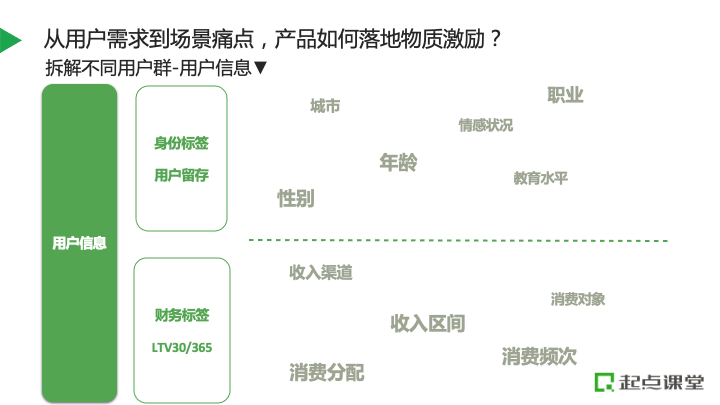 从用户需求到场景痛点，产品如何落地物质激励？
拆解不同用户群-用户信息▼
用户信息
身份标签
用户留存
城市
职业
情感状况
年龄
教育水平
性别
财务标签
LTV30/365
收入渠道
消费对象
收入区间
消费频次
消费分配
起点课堂